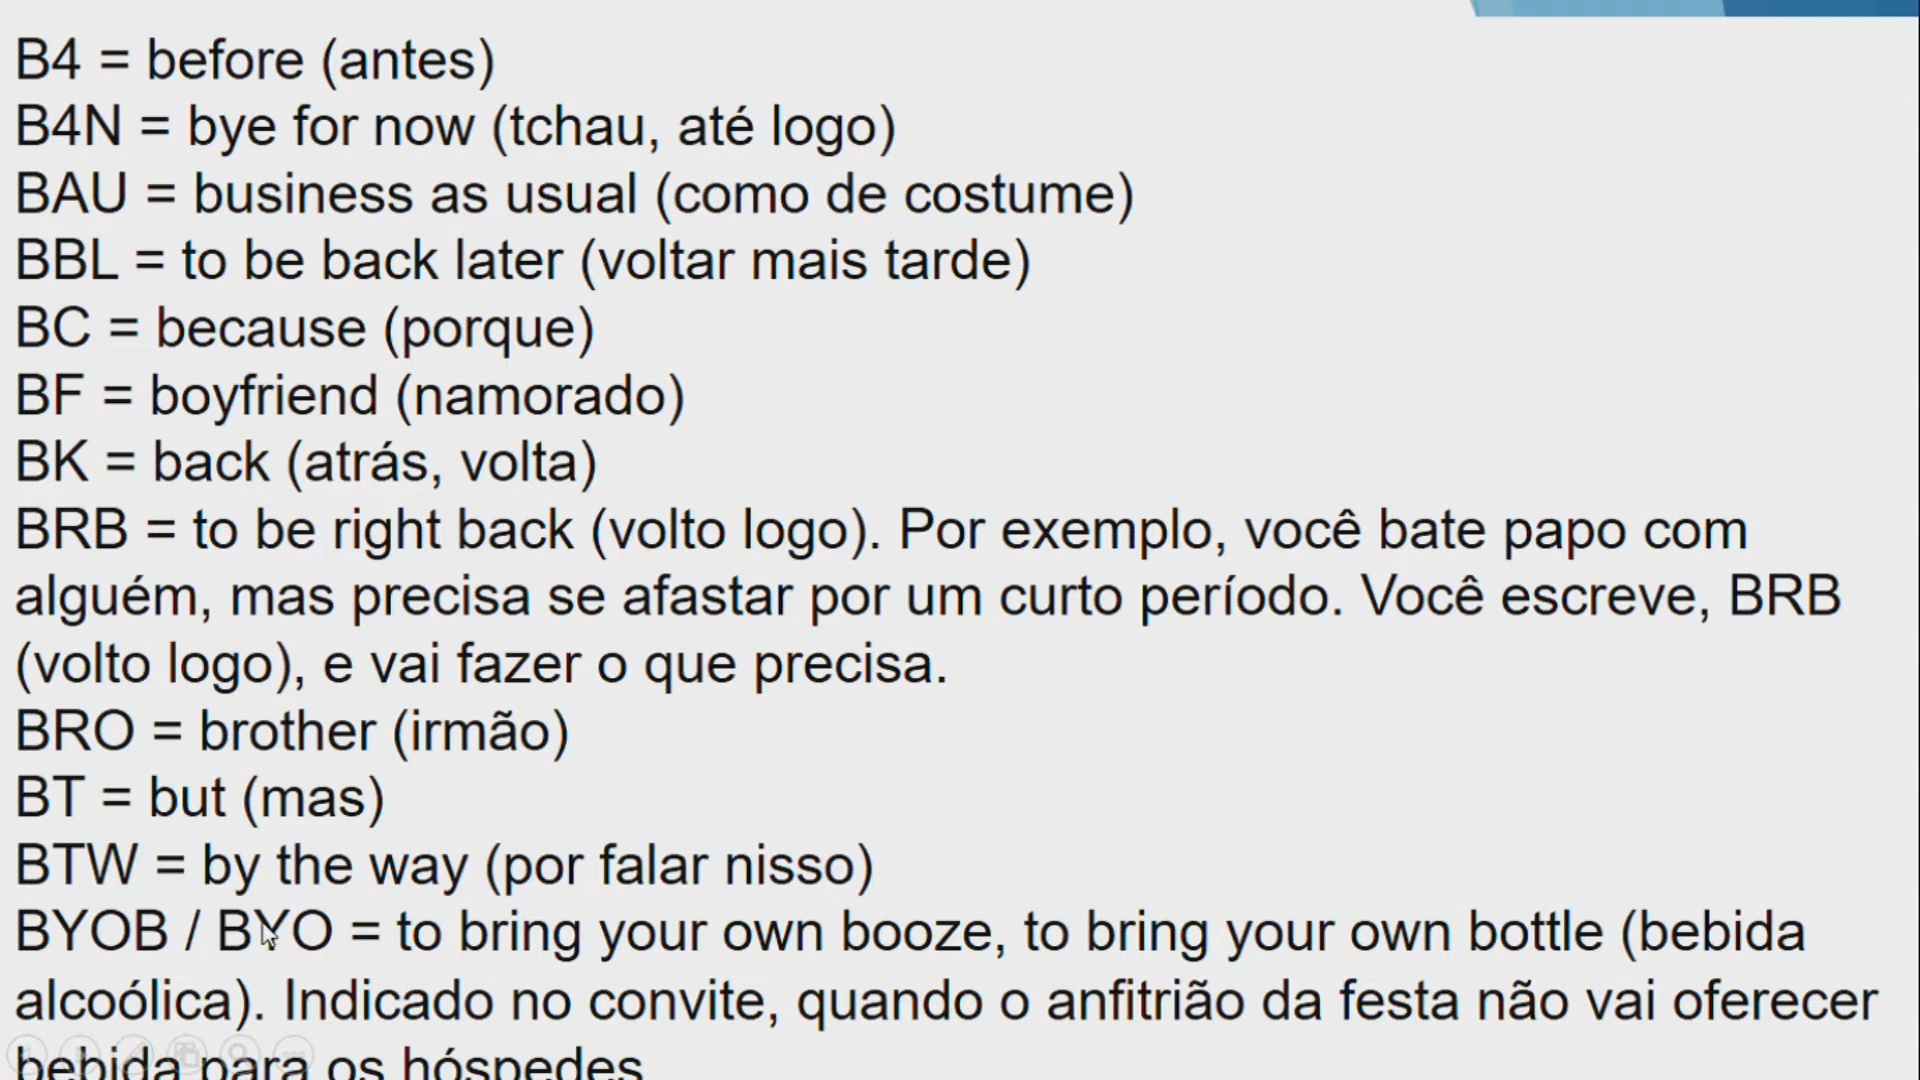 B4 = before (antes)
B4N = bye for now (tchau, até logo)
BAU = business as usual (como de costume)
BBL = to be back later (voltar mais tarde)
BC = because (porque)
BF = boyfriend (namorado)
BK = back (atrás, volta)
BRB = to be right back (volto logo). Por exemplo, você bate papo com
alguém, mas precisa se afastar por um curto período. Você escreve, BRB
(volto logo), e vai fazer o que precisa.
BRO = brother (irmão)
BT = but (mas)
BTW = by the way (por falar nisso)
BYOB / BYO = to bring your own booze, to bring your own bottle (bebida
alcoólica). Indicado no convite, quando o anfitrião da festa não vai oferecer
bebida para os hóspedes